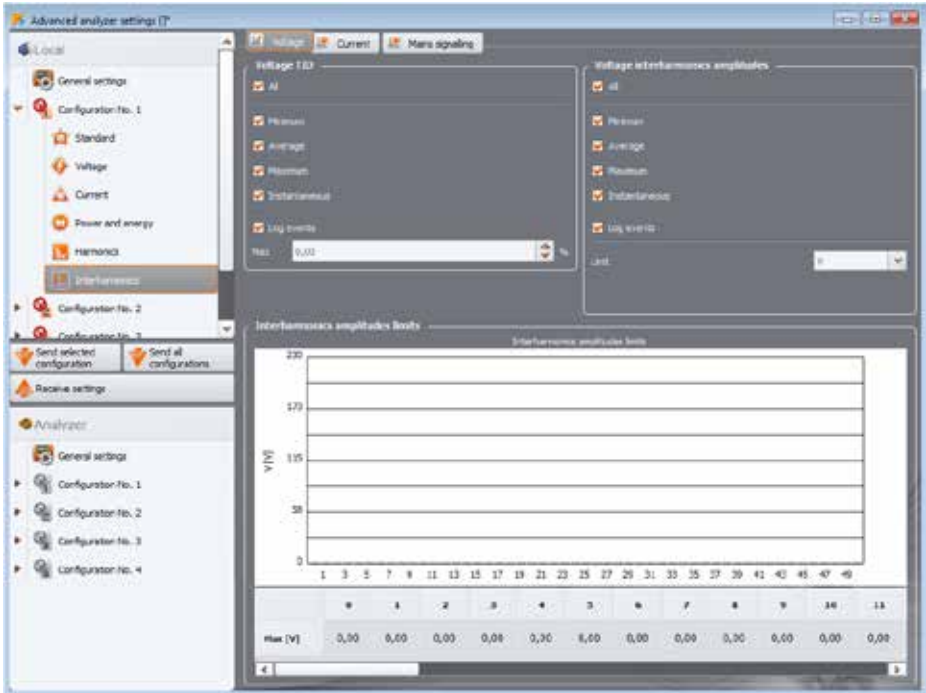 Advanced analyzer settings []*
Local
General settings
Configuration No. 1
Standard
Voltage
Current
Power and energy
Harmonics
Interharmonics
Configuration No. 2
Configuration No. 3
Send selected configuration
Send all configurations
Receive settings
Analyzer
General settings
Configuration No. 1
Configuration No. 2
Configuration No. 3
Configuration No. 4
Voltage
Current
Mains signalling
Voltage TID
All
Minimum
Average
Maximum
Instantaneous
Log events
Max 0,00 %
Voltage interharmonics amplitudes
All
Minimum
Average
Maximum
Instantaneous
Log events
Unit V
Interharmonics amplitudes limits
Interharmonics amplitudes limits
V [V]
230
173
115
58
0
1 3 5 7 9 11 13 15 17 19 21 23 25 27 29 31 33 35 37 39 41 43 45 47 49
0 1 2 3 4 5 6 7 8 9 10 11
Max [V] 0,00 0,00 0,00 0,00 0,00 0,00 0,00 0,00 0,00 0,00 0,00 0,00